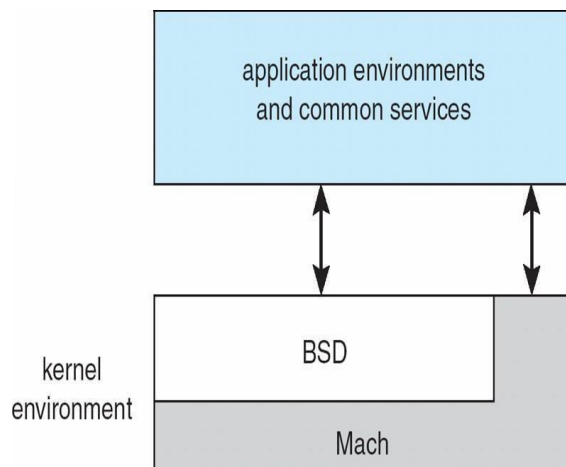 application environments
and common services
BSD
kernel
environment
Mach